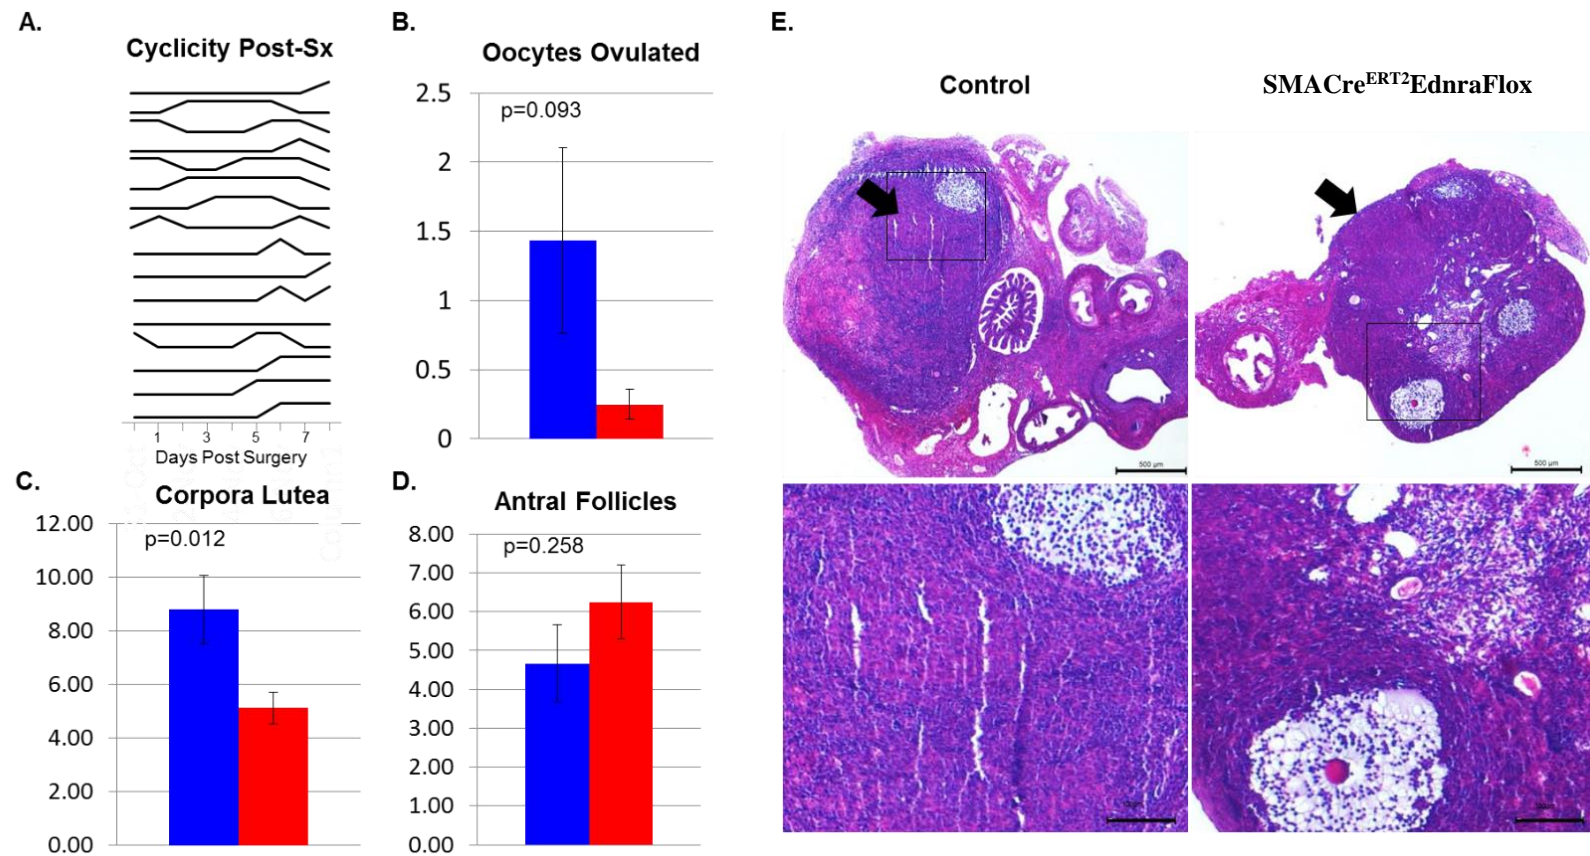 A.
Cyclicity Post-Sx
1 3 5 7
Days Post Surgery
B.
Oocytes Ovulated
p=0.093
2.5
2
1.5
1
0.5
0
C.
Corpora Lutea
p=0.012
12.00
10.00
8.00
6.00
4.00
2.00
0.00
D.
Antral Follicles
p=0.258
8.00
7.00
6.00
5.00
4.00
3.00
2.00
1.00
0.00
E.
Control
SMACreERT2EdnraFlox
500 µm
500 µm